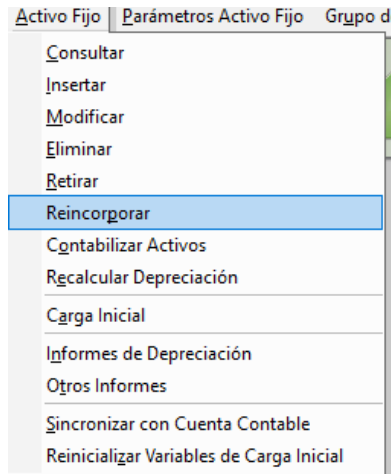 Activo Fijo Parámetros Activo Fijo Grupo d
Consultar
Insertar
Modificar
Eliminar
Retirar
Reincorporar
Contabilizar Activos
Recalcular Depreciación
Carga Inicial
Informes de Depreciación
Otros Informes
Sincronizar con Cuenta Contable
Reinicializar Variables de Carga Inicial